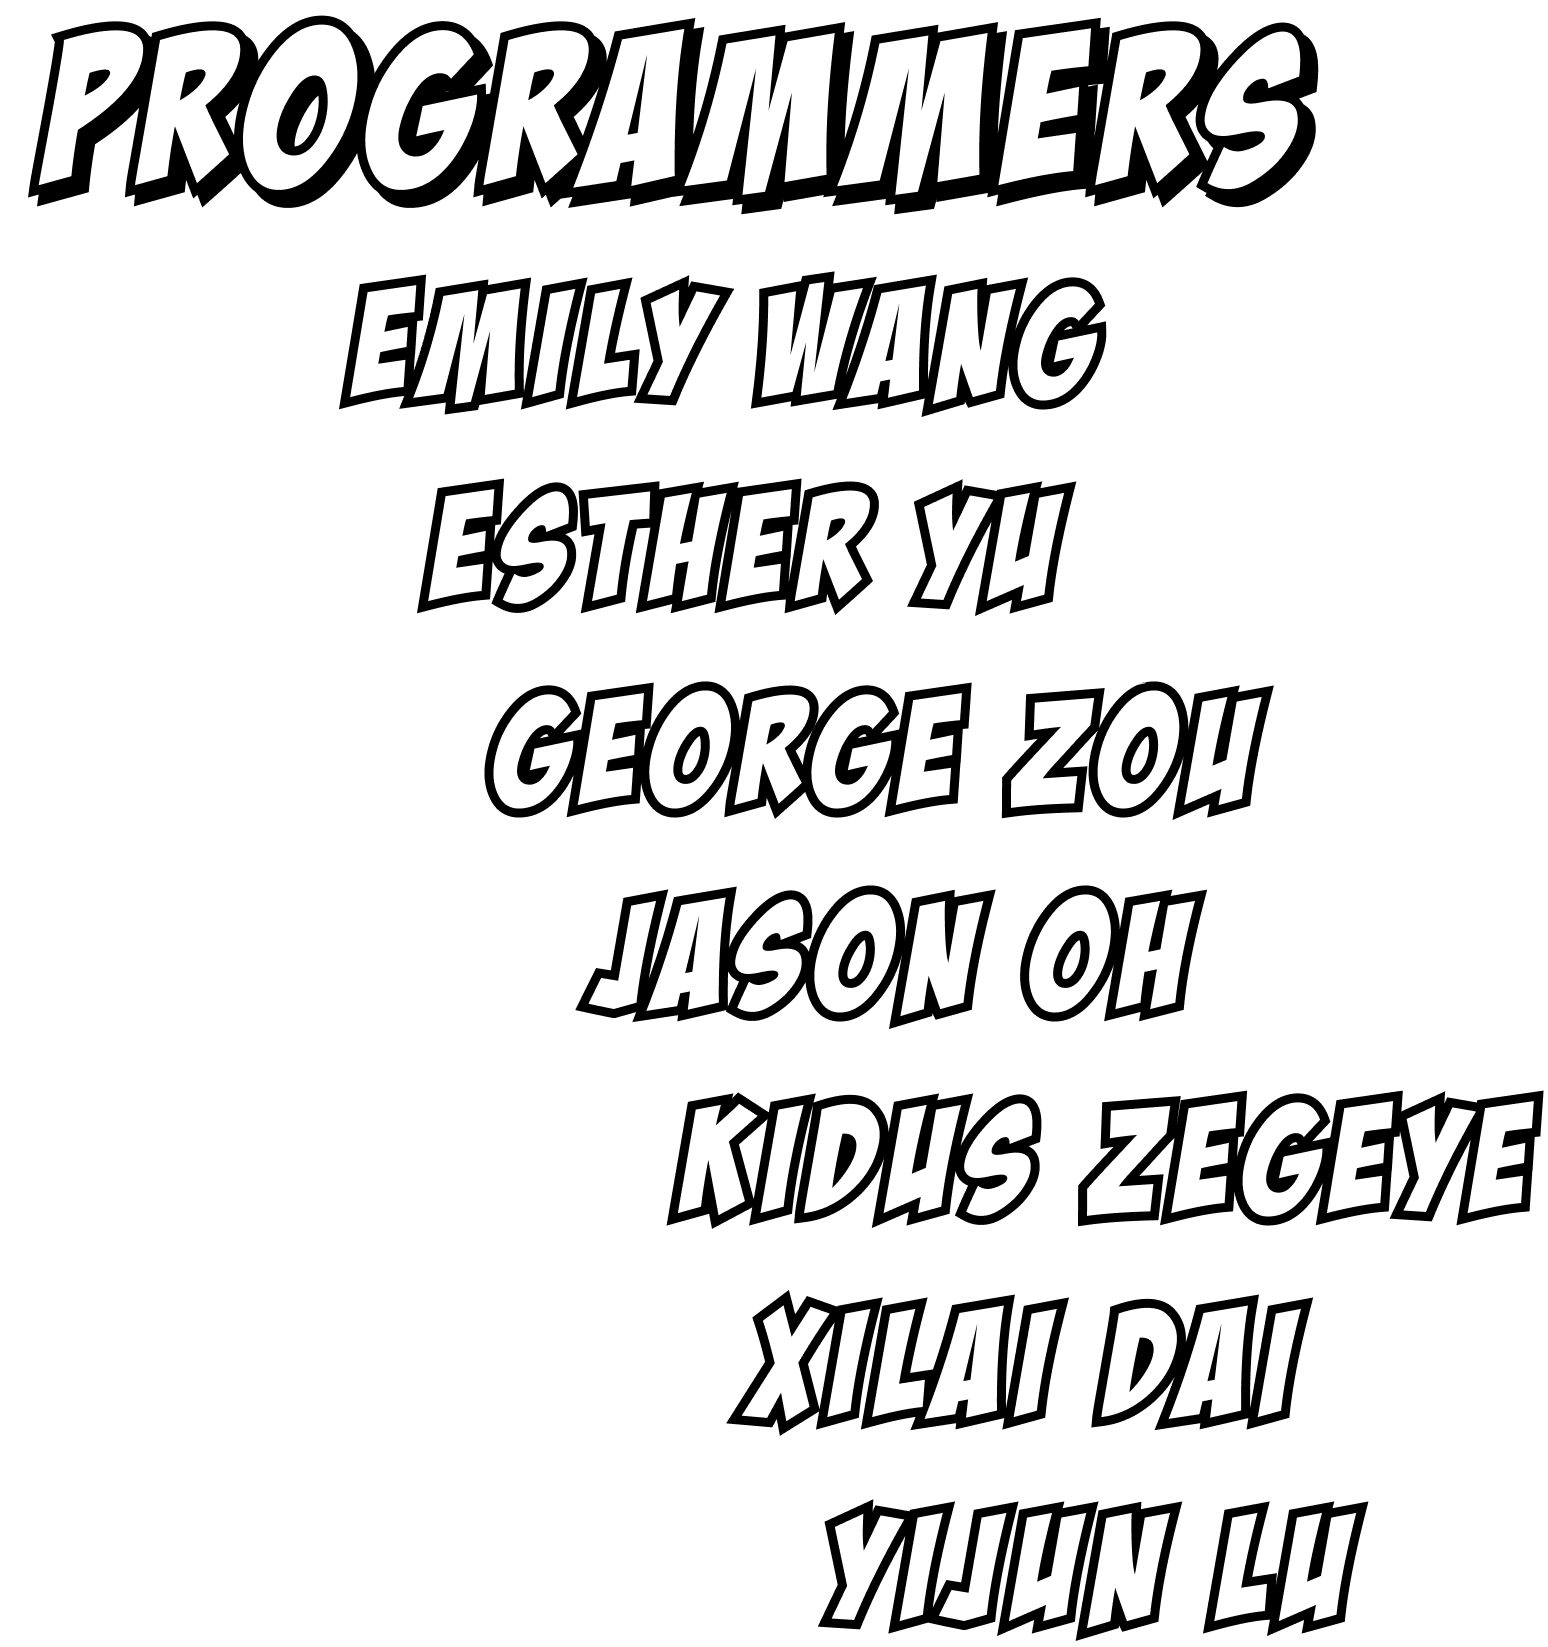 PROGRAMMERS
EMILY WANG
ESTHER YU
GEORGE ZOU
JASON OH
KIDUS ZEGEYE
XILAI DAI
YIJUN LU